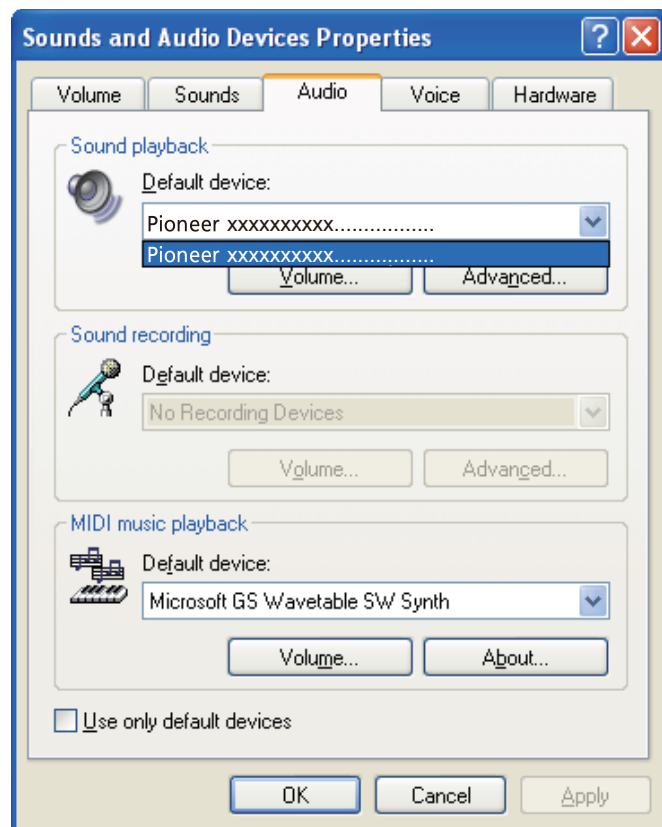 Sounds and Audio Devices Properties
Volume Sounds Audio Voice Hardware
Sound playback
Default device:
Pioneer xxxxxxxxxx.................
Pioneer xxxxxxxxxx.................
Volume... Advanced...
Sound recording
Default device:
No Recording Devices
Volume... Advanced...
MIDI music playback
Default device:
Microsoft GS Wavetable SW Synth
Volume... About...
Use only default devices
OK Cancel Apply